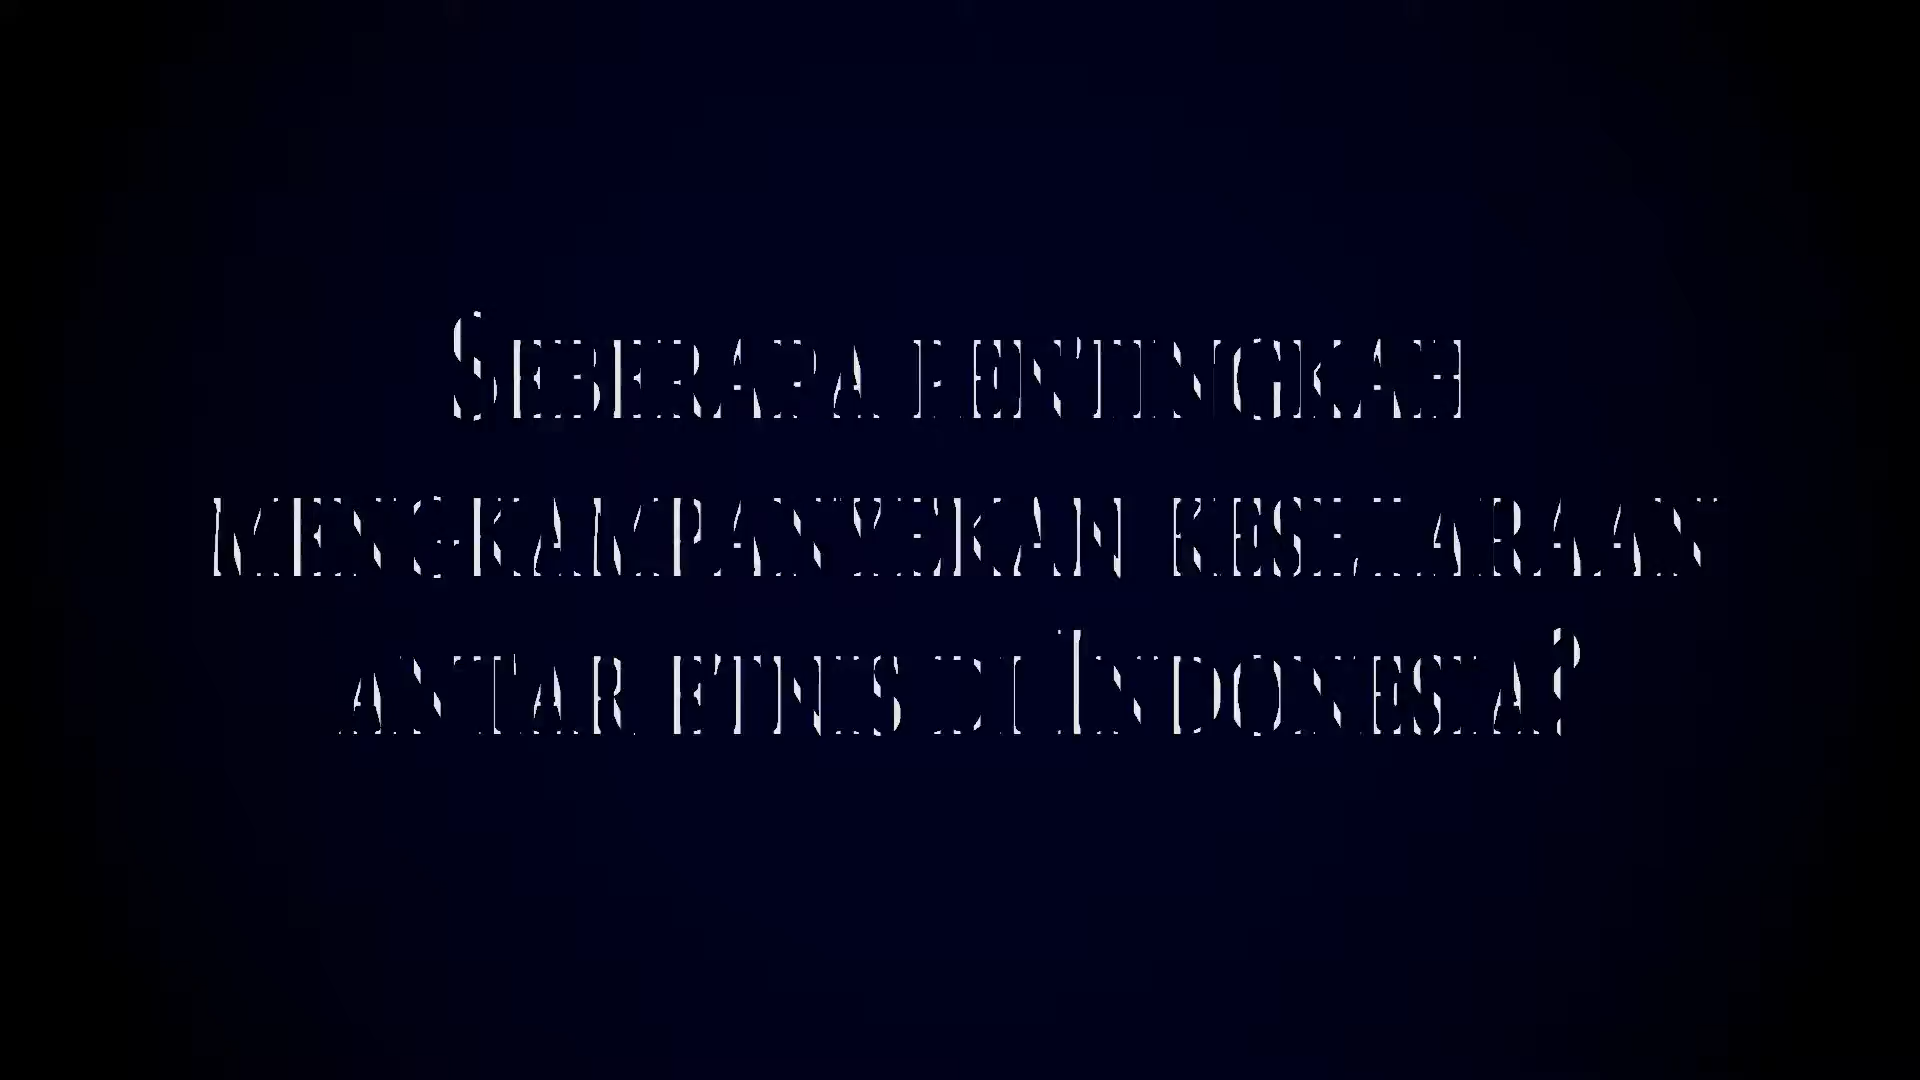 Seberapa pentingkah
mengkampanyekan kesetaraan
antar etnis di Indonesia?